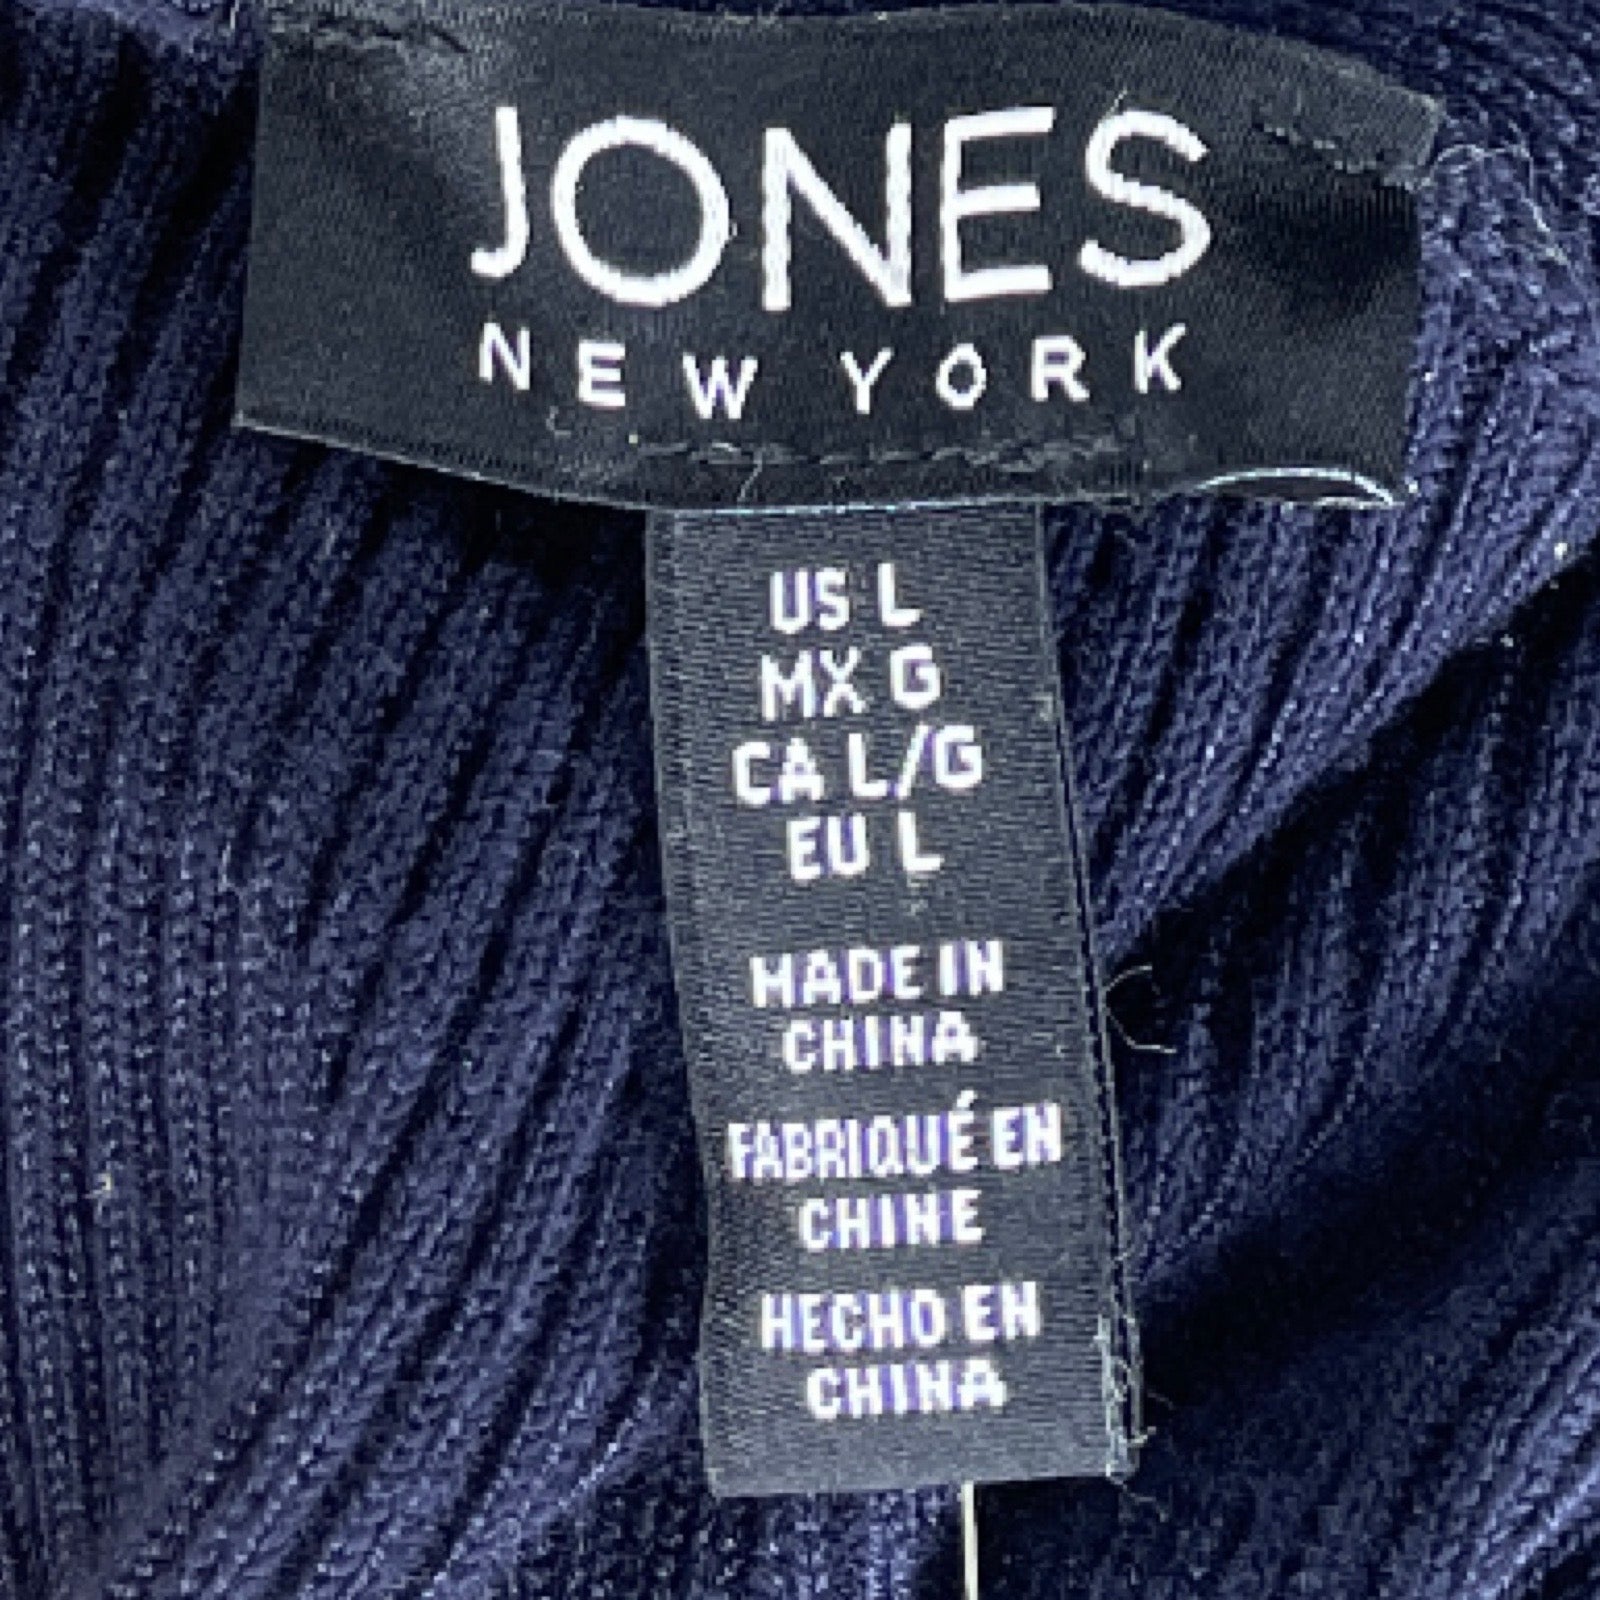 JONES
NEW YORK
US L
MX G
CA L/G
EU L
MADE IN
CHINA
FABRIQUÉ EN
CHINE
HECHO EN
CHINA